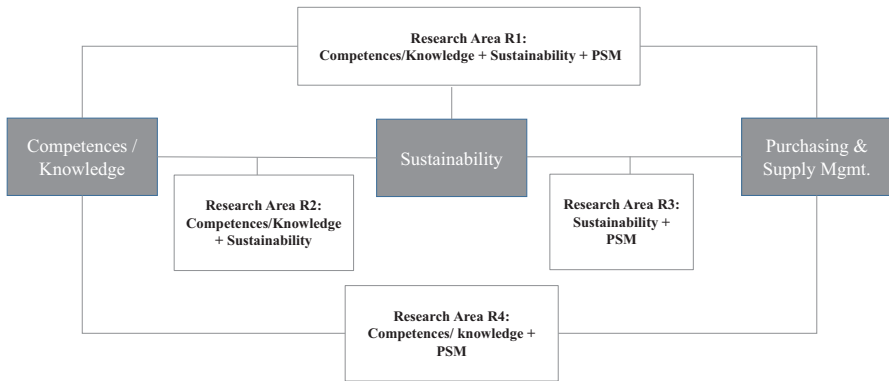 Research Area R1:
Competences/Knowledge + Sustainability + PSM
Competences /
Knowledge
Sustainability
Purchasing &
Supply Mgmt.
Research Area R2:
Competences/Knowledge
+ Sustainability
Research Area R3:
Sustainability +
PSM
Research Area R4:
Competences/ knowledge +
PSM